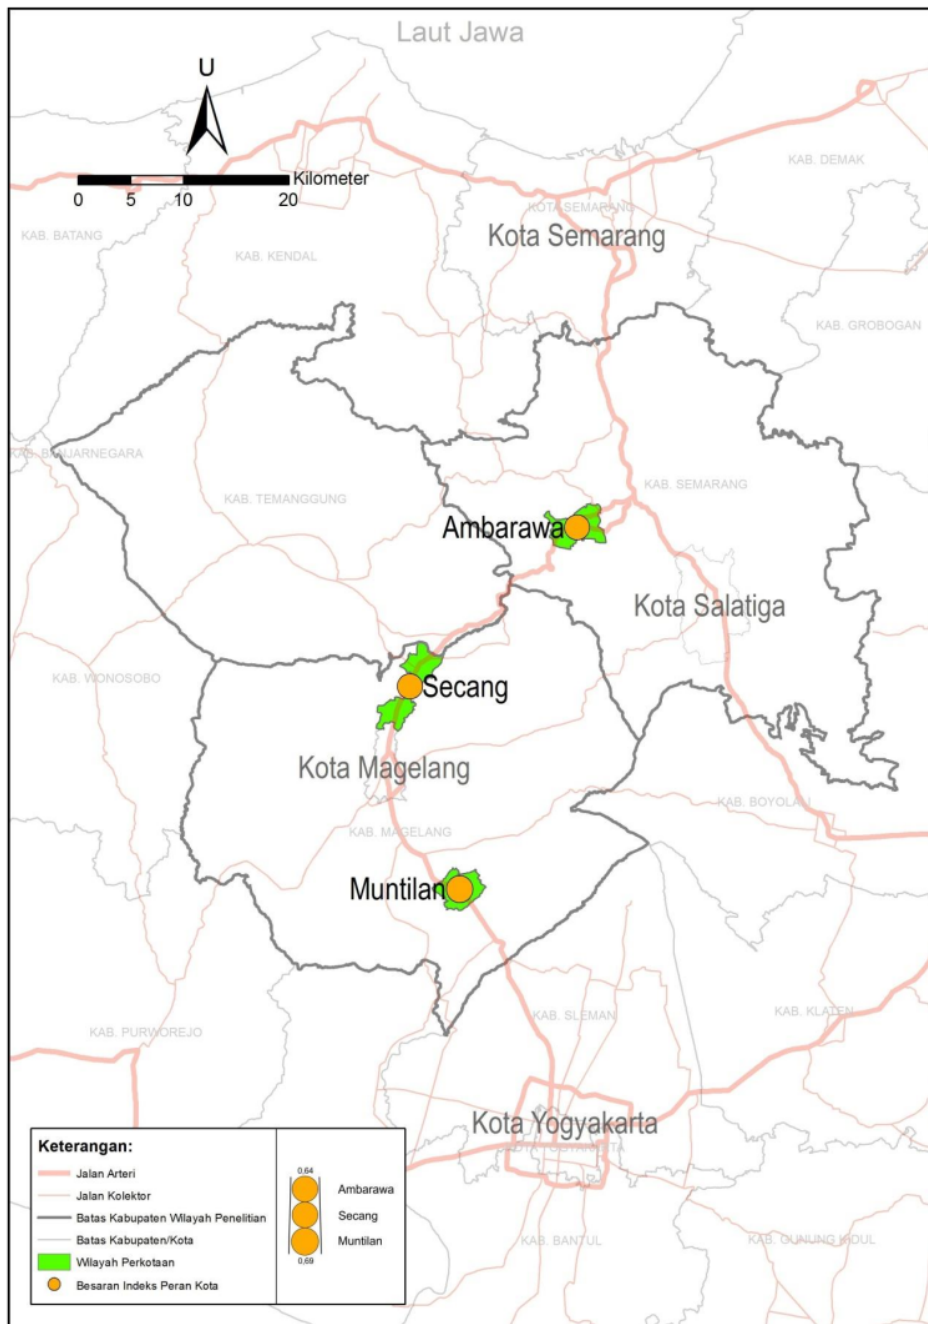 Laut Jawa
U
Kilometer
0 5 10 20
KAB. DEMAK
KOTA SEMARANG
KAB. BATANG
Kota Semarang
KAB. KENDAL
KAB. GROBOGAN
KAB. BANJARNEGARA
KAB. SEMARANG
KAB. TEMANGGUNG
Ambarawa
Kota Salatiga
KAB. WONOSOBO
Secang
Kota Magelang
KAB. BOYOLALI
KAB. MAGELANG
Muntilan
KAB. SLEMAN
KAB. KLATEN
KAB. PURWOREJO
Kota Yogyakarta
KAB. BANTUL
KAB. GUNUNG KIDUL
Keterangan:
Jalan Arteri
Jalan Kolektor
Batas Kabupaten Wilayah Penelitian
Batas Kabupaten/Kota
Wilayah Perkotaan
Besaran Indeks Peran Kota
0.64
Ambarawa
Secang
Muntilan
0,69